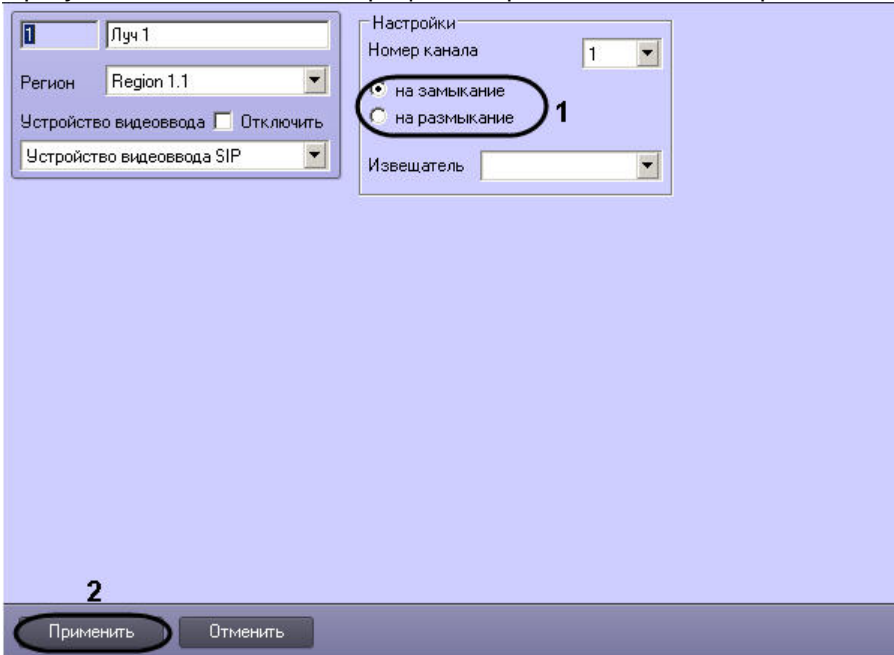 1 Луч 1
Регион Region 1.1
Устройство видеоввода Отключить
Устройство видеоввода SIP
Настройки
Номер канала 1
на замыкание
на размыкание
1
Извещатель
2
Применить Отменить